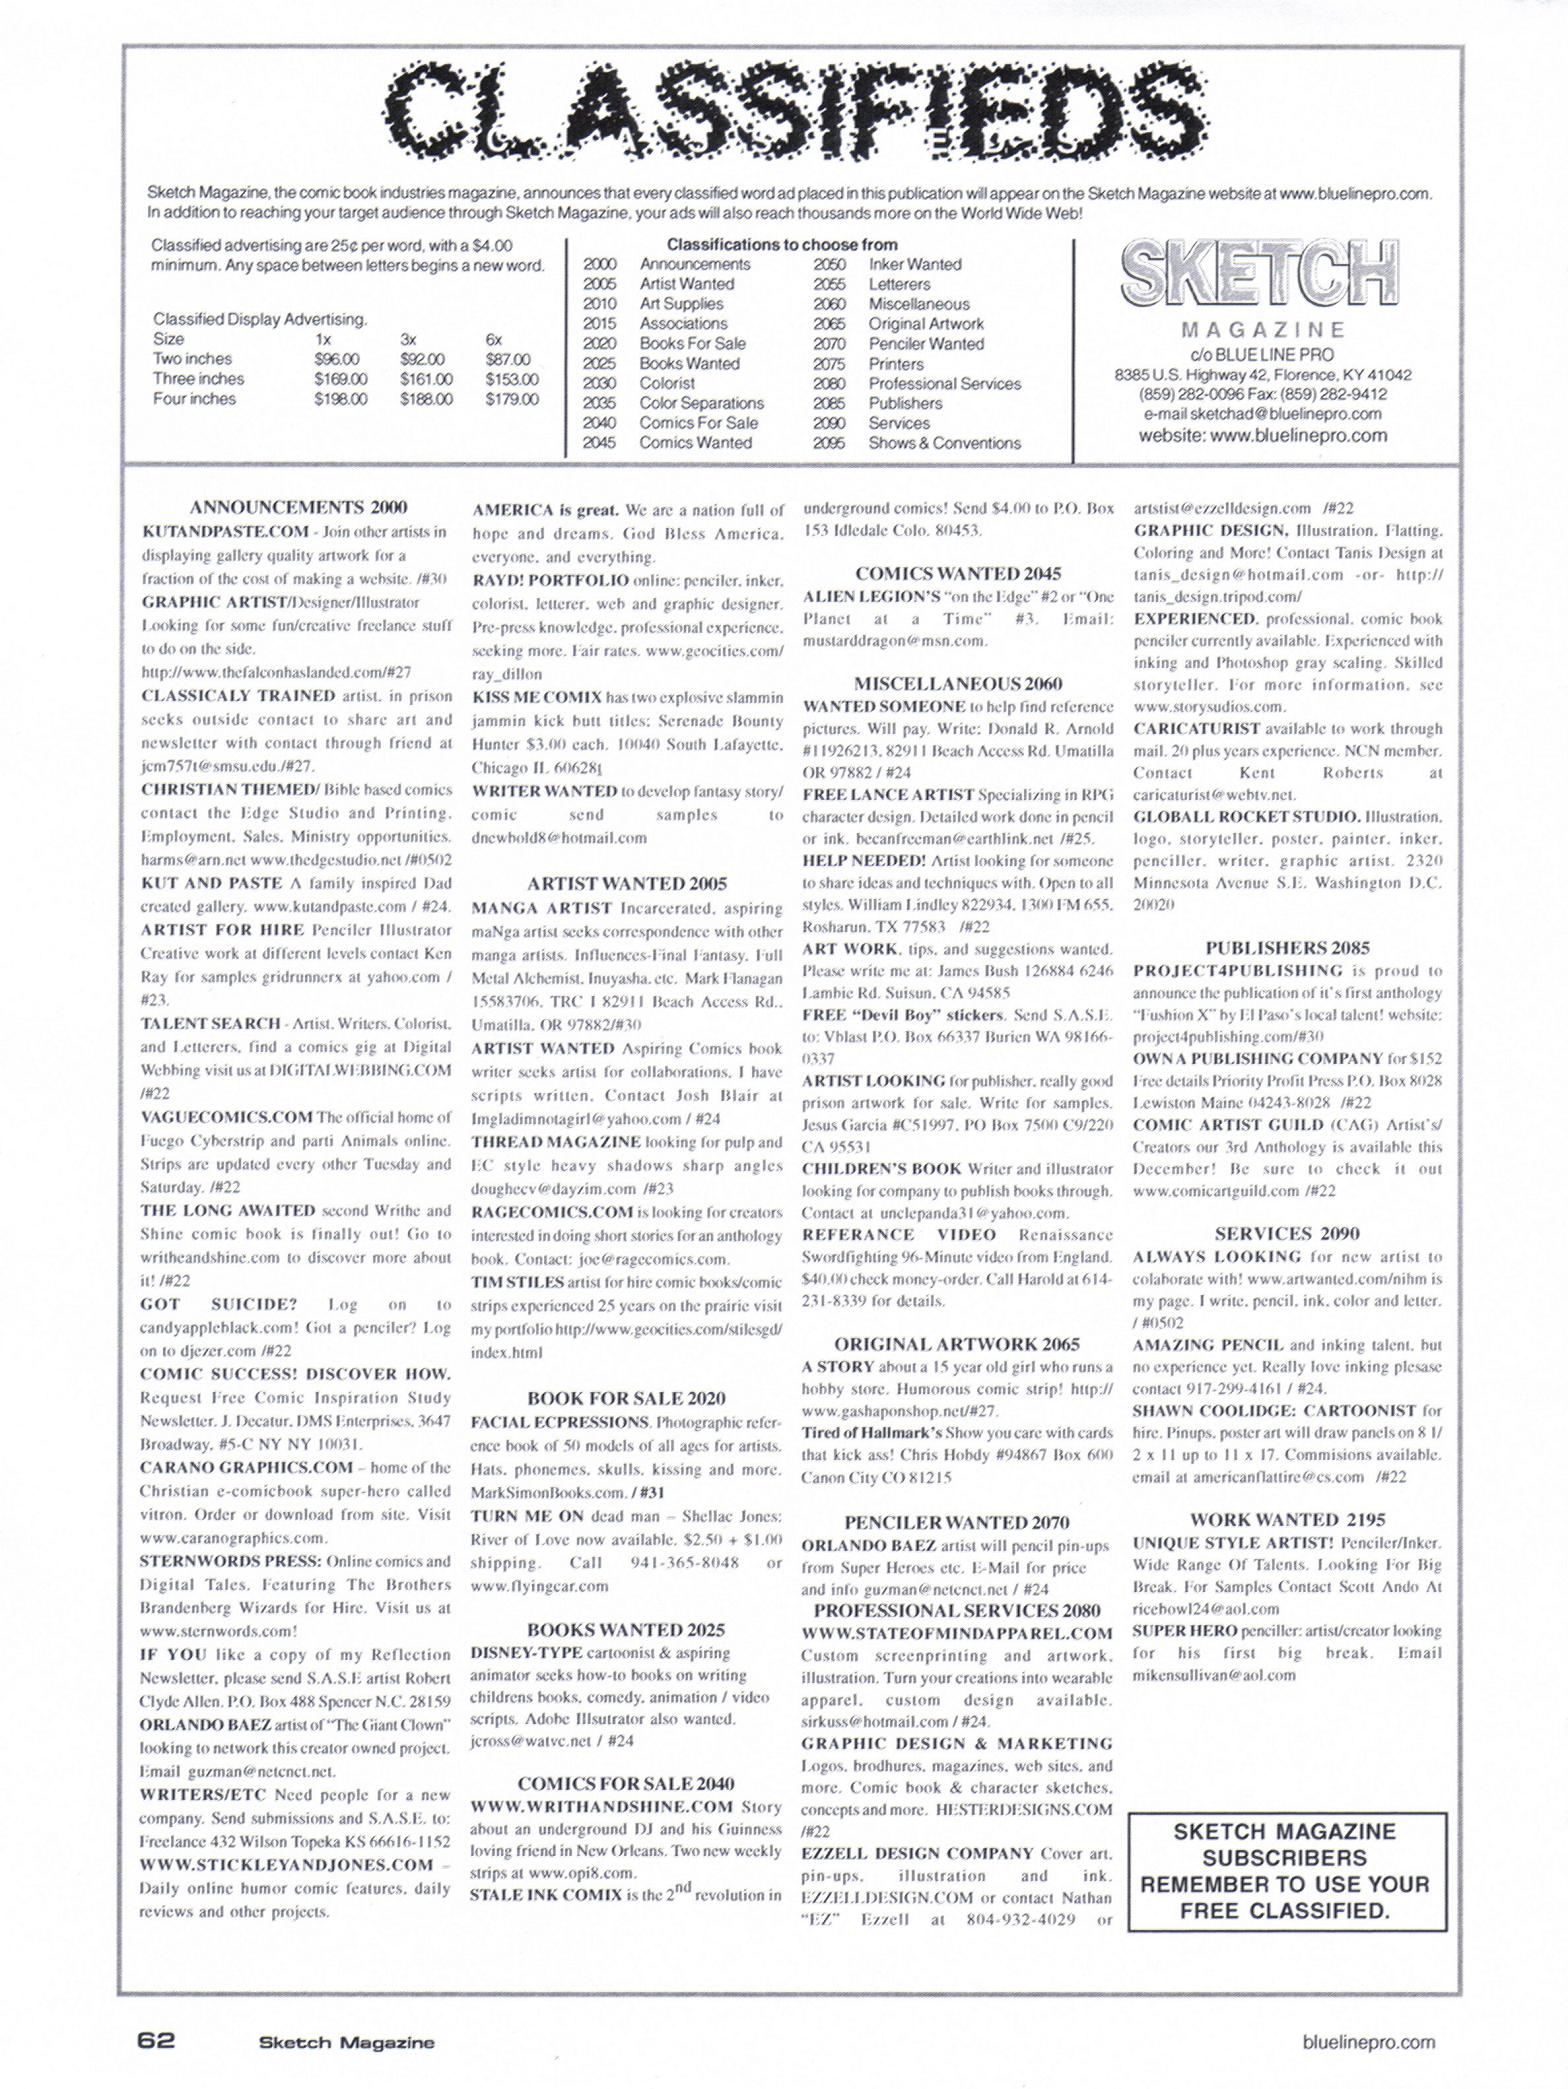 CLASSIFIEDS
Sketch Magazine, the comic book industries magazine, announces that every classified word ad placed in this publication will appear on the Sketch Magazine website at www.bluelinepro.com.
In addition to reaching your target audience through Sketch Magazine, your ads will also reach thousands more on the World Wide Web!
Classified advertising are 25¢ per word, with a $4.00
minimum. Any space between letters begins a new word.
Classified Display Advertising.
Size 1x 3x 6x
Two inches $96.00 $92.00 $87.00
Three inches $169.00 $161.00 $153.00
Four inches $198.00 $188.00 $179.00
Classifications to choose from
2000 Announcements 2050 Inker Wanted
2005 Artist Wanted 2055 Letterers
2010 Art Supplies 2060 Miscellaneous
2015 Associations 2065 Original Artwork
2020 Books For Sale 2070 Penciler Wanted
2025 Books Wanted 2075 Printers
2030 Colorist 2080 Professional Services
2035 Color Separations 2085 Publishers
2040 Comics For Sale 2090 Services
2045 Comics Wanted 2095 Shows & Conventions
SKETCH
MAGAZINE
c/o BLUE LINE PRO
8385 U.S. Highway 42, Florence, KY 41042
(859) 282-0096 Fax: (859) 282-9412
e-mail sketchad@bluelinepro.com
website: www.bluelinepro.com
ANNOUNCEMENTS 2000
KUTANDPASTE.COM - Join other artists in
displaying gallery quality artwork for a
fraction of the cost of making a website. /#30
GRAPHIC ARTIST/Designer/Illustrator
Looking for some fun/creative freelance stuff
to do on the side.
http://www.thefalconhaslanded.com/#27
CLASSICALY TRAINED artist, in prison
seeks outside contact to share art and
newsletter with contact through friend at
jcm757t@smsu.edu./#27.
CHRISTIAN THEMED/ Bible based comics
contact the Edge Studio and Printing.
Employment, Sales, Ministry opportunities.
harms@arn.net www.thedgestudio.net /#0502
KUT AND PASTE A family inspired Dad
created gallery. www.kutandpaste.com / #24.
ARTIST FOR HIRE Penciler Illustrator
Creative work at different levels contact Ken
Ray for samples gridrunnerx at yahoo.com /
#23.
TALENT SEARCH - Artist, Writers, Colorist,
and Letterers, find a comics gig at Digital
Webbing visit us at DIGITALWEBBING.COM
/#22
VAGUECOMICS.COM The official home of
Fuego Cyberstrip and parti Animals online.
Strips are updated every other Tuesday and
Saturday. /#22
THE LONG AWAITED second Writhe and
Shine comic book is finally out! Go to
writheandshine.com to discover more about
it! /#22
GOT SUICIDE? Log on to
candyappleblack.com! Got a penciler? Log
on to djezer.com /#22
COMIC SUCCESS! DISCOVER HOW.
Request Free Comic Inspiration Study
Newsletter. J. Decatur, DMS Enterprises, 3647
Broadway, #5-C NY NY 10031.
CARANO GRAPHICS.COM – home of the
Christian e-comicbook super-hero called
vitron. Order or download from site. Visit
www.caranographics.com.
STERNWORDS PRESS: Online comics and
Digital Tales. Featuring The Brothers
Brandenberg Wizards for Hire. Visit us at
www.sternwords.com!
IF YOU like a copy of my Reflection
Newsletter, please send S.A.S.E artist Robert
Clyde Allen, P.O. Box 488 Spencer N.C. 28159
ORLANDO BAEZ artist of "The Giant Clown"
looking to network this creator owned project.
Email guzman@netcnct.net.
WRITERS/ETC Need people for a new
company. Send submissions and S.A.S.E. to:
Freelance 432 Wilson Topeka KS 66616-1152
WWW.STICKLEYANDJONES.COM –
Daily online humor comic features, daily
reviews and other projects.
AMERICA is great. We are a nation full of
hope and dreams. God Bless America,
everyone, and everything.
RAYD! PORTFOLIO online: penciler, inker,
colorist, letterer, web and graphic designer.
Pre-press knowledge, professional experience,
seeking more. Fair rates. www.geocities.com/
ray_dillon
KISS ME COMIX has two explosive slammin
jammin kick butt titles; Serenade Bounty
Hunter $3.00 each. 10040 South Lafayette,
Chicago IL 60628
WRITER WANTED to develop fantasy story/
comic send samples to
dnewbold8@hotmail.com
ARTIST WANTED 2005
MANGA ARTIST Incarcerated, aspiring
maNga artist seeks correspondence with other
manga artists. Influences-Final Fantasy, Full
Metal Alchemist, Inuyasha, etc. Mark Flanagan
15583706, TRC I 82911 Beach Access Rd.,
Umatilla, OR 97882/#30
ARTIST WANTED Aspiring Comics book
writer seeks artist for collaborations, I have
scripts written. Contact Josh Blair at
Imgladimnotagirl@yahoo.com / #24
THREAD MAGAZINE looking for pulp and
EC style heavy shadows sharp angles
doughecv@dayzim.com /#23
RAGECOMICS.COM is looking for creators
interested in doing short stories for an anthology
book. Contact: joe@ragecomics.com.
TIM STILES artist for hire comic books/comic
strips experienced 25 years on the prairie visit
my portfolio http://www.geocities.com/stilesgd/
index.html
BOOK FOR SALE 2020
FACIAL ECPRESSIONS. Photographic refer-
ence book of 50 models of all ages for artists.
Hats, phonemes, skulls, kissing and more.
MarkSimonBooks.com. / #31
TURN ME ON dead man – Shellac Jones:
River of Love now available. $2.50 + $1.00
shipping. Call 941-365-8048 or
www.flyingcar.com
BOOKS WANTED 2025
DISNEY-TYPE cartoonist & aspiring
animator seeks how-to books on writing
childrens books, comedy, animation / video
scripts. Adobe Illsutrator also wanted.
jcross@watvc.net / #24
COMICS FOR SALE 2040
WWW.WRITHANDSHINE.COM Story
about an underground DJ and his Guinness
loving friend in New Orleans. Two new weekly
strips at www.opi8.com.
STALE INK COMIX is the 2nd revolution in
underground comics! Send $4.00 to P.O. Box
153 Idledale Colo, 80453.
COMICS WANTED 2045
ALIEN LEGION'S "on the Edge" #2 or "One
Planet at a Time" #3. Email:
mustarddragon@msn.com.
MISCELLANEOUS 2060
WANTED SOMEONE to help find reference
pictures. Will pay. Write: Donald R. Arnold
#11926213, 82911 Beach Access Rd. Umatilla
OR 97882 / #24
FREE LANCE ARTIST Specializing in RPG
character design. Detailed work done in pencil
or ink. becanfreeman@earthlink.net /#25.
HELP NEEDED! Artist looking for someone
to share ideas and techniques with. Open to all
styles. William Lindley 822934, 1300 FM 655,
Rosharun, TX 77583 /#22
ART WORK, tips, and suggestions wanted.
Please write me at: James Bush 126884 6246
Lambie Rd. Suisun, CA 94585
FREE "Devil Boy" stickers. Send S.A.S.E.
to: Vblast P.O. Box 66337 Burien WA 98166-
0337
ARTIST LOOKING for publisher, really good
prison artwork for sale. Write for samples.
Jesus Garcia #C51997, PO Box 7500 C9/220
CA 95531
CHILDREN'S BOOK Writer and illustrator
looking for company to publish books through.
Contact at unclepanda31@yahoo.com.
REFERANCE VIDEO Renaissance
Swordfighting 96-Minute video from England.
$40.00 check money-order. Call Harold at 614-
231-8339 for details.
ORIGINAL ARTWORK 2065
A STORY about a 15 year old girl who runs a
hobby store. Humorous comic strip! http://
www.gashaponshop.net/#27.
Tired of Hallmark's Show you care with cards
that kick ass! Chris Hobdy #94867 Box 600
Canon City CO 81215
PENCILER WANTED 2070
ORLANDO BAEZ artist will pencil pin-ups
from Super Heroes etc. E-Mail for price
and info guzman@netcnct.net / #24
PROFESSIONAL SERVICES 2080
WWW.STATEOFMINDAPPAREL.COM
Custom screenprinting and artwork,
illustration. Turn your creations into wearable
apparel, custom design available.
sirkuss@hotmail.com / #24.
GRAPHIC DESIGN & MARKETING
Logos, brodhures, magazines, web sites, and
more. Comic book & character sketches,
concepts and more. HESTERDESIGNS.COM
/#22
EZZELL DESIGN COMPANY Cover art,
pin-ups, illustration and ink.
EZZELLDESIGN.COM or contact Nathan
"EZ" Ezzell at 804-932-4029 or
artstist@ezzelldesign.com /#22
GRAPHIC DESIGN, Illustration, Flatting,
Coloring and More! Contact Tanis Design at
tanis_design@hotmail.com -or- http://
tanis_design.tripod.com/
EXPERIENCED, professional, comic book
penciler currently available. Experienced with
inking and Photoshop gray scaling. Skilled
storyteller. For more information, see
www.storysudios.com.
CARICATURIST available to work through
mail. 20 plus years experience. NCN member.
Contact Kent Roberts at
caricaturist@webtv.net.
GLOBALL ROCKET STUDIO. Illustration,
logo, storyteller, poster, painter, inker,
penciller, writer, graphic artist. 2320
Minnesota Avenue S.E. Washington D.C.
20020
PUBLISHERS 2085
PROJECT4PUBLISHING is proud to
announce the publication of it's first anthology
"Fushion X" by El Paso's local talent! website:
project4publishing.com/#30
OWN A PUBLISHING COMPANY for $152
Free details Priority Profit Press P.O. Box 8028
Lewiston Maine 04243-8028 /#22
COMIC ARTIST GUILD (CAG) Artist's/
Creators our 3rd Anthology is available this
December! Be sure to check it out
www.comicartguild.com /#22
SERVICES 2090
ALWAYS LOOKING for new artist to
colaborate with! www.artwanted.com/nihm is
my page. I write, pencil, ink, color and letter.
/ #0502
AMAZING PENCIL and inking talent, but
no experience yet. Really love inking plesase
contact 917-299-4161 / #24.
SHAWN COOLIDGE: CARTOONIST for
hire. Pinups, poster art will draw panels on 8 1/
2 x 11 up to 11 x 17. Commisions available.
email at americanflattire@cs.com /#22
WORK WANTED 2195
UNIQUE STYLE ARTIST! Penciler/Inker.
Wide Range Of Talents. Looking For Big
Break. For Samples Contact Scott Ando At
ricebowl24@aol.com
SUPER HERO penciller: artist/creator looking
for his first big break. Email
mikensullivan@aol.com
SKETCH MAGAZINE
SUBSCRIBERS
REMEMBER TO USE YOUR
FREE CLASSIFIED.
62 Sketch Magazine bluelinepro.com